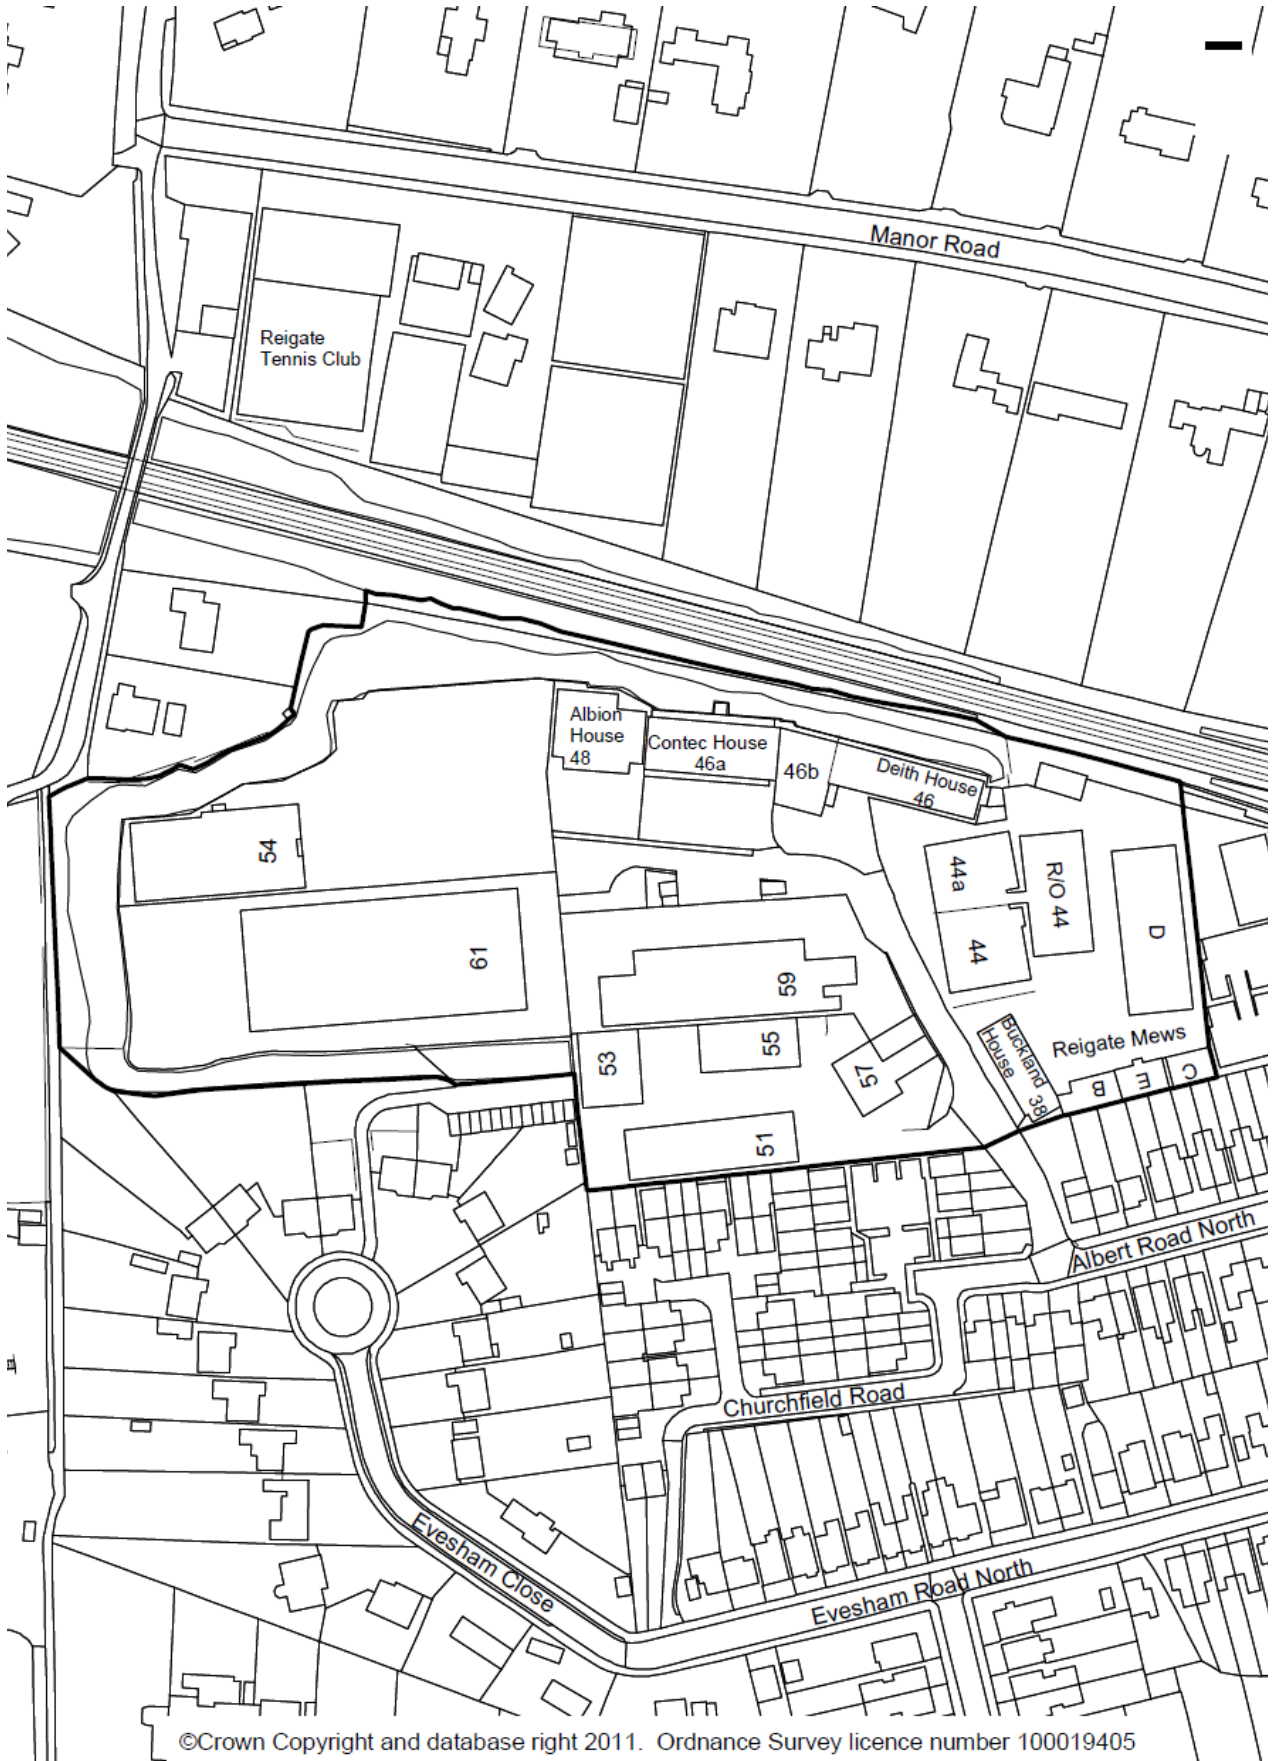 Manor Road
Reigate
Tennis Club
Albion
House
48
Contec House
46a
46b
Deith House
46
54
44a
R/O 44
D
61
44
59
Buckland
House 38
Reigate Mews
55
53
57
B
E
C
51
Albert Road North
Churchfield Road
Evesham Close
Evesham Road North
©Crown Copyright and database right 2011. Ordnance Survey licence number 100019405